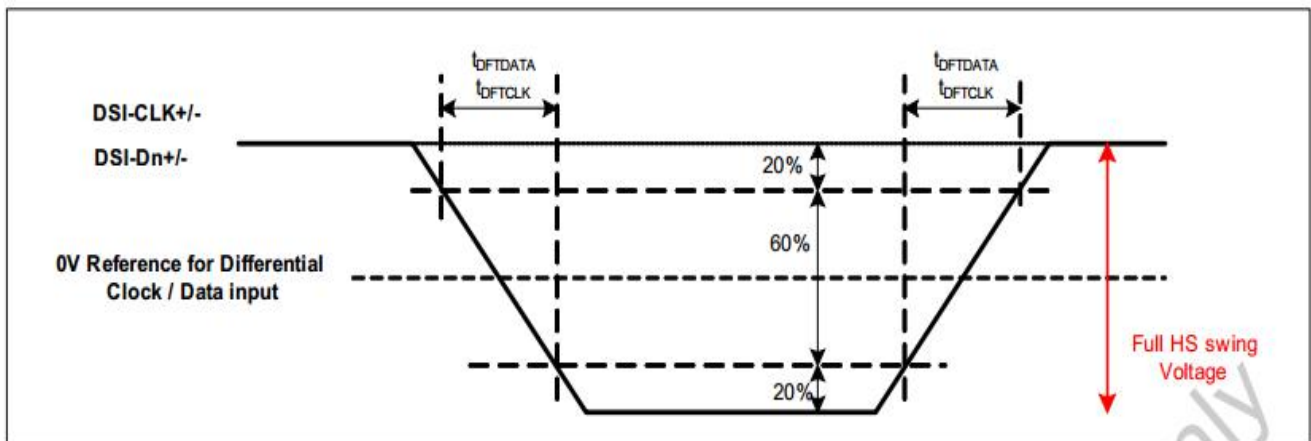 tDFTDATA
tDFTCLK
tDFTDATA
tDFTCLK
DSI-CLK+/-
DSI-Dn+/-
20%
60%
0V Reference for Differential
Clock / Data input
Full HS swing
Voltage
20%